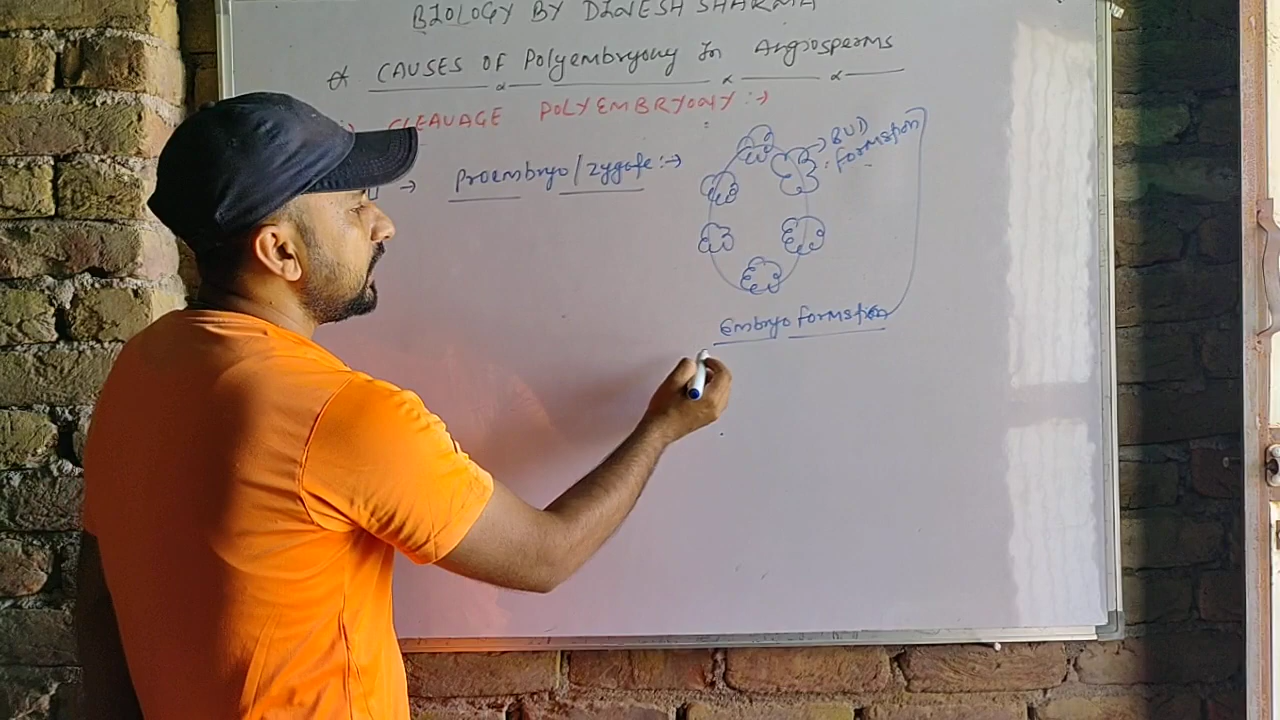 BIOLOGY BY DINESH SHARMA
CAUSES OF Polyembryony In Angiosperms
CLEAVAGE POLYEMBRYONY :→
→ Proembryo/zygote :→
BUD
formation
Embryo formation